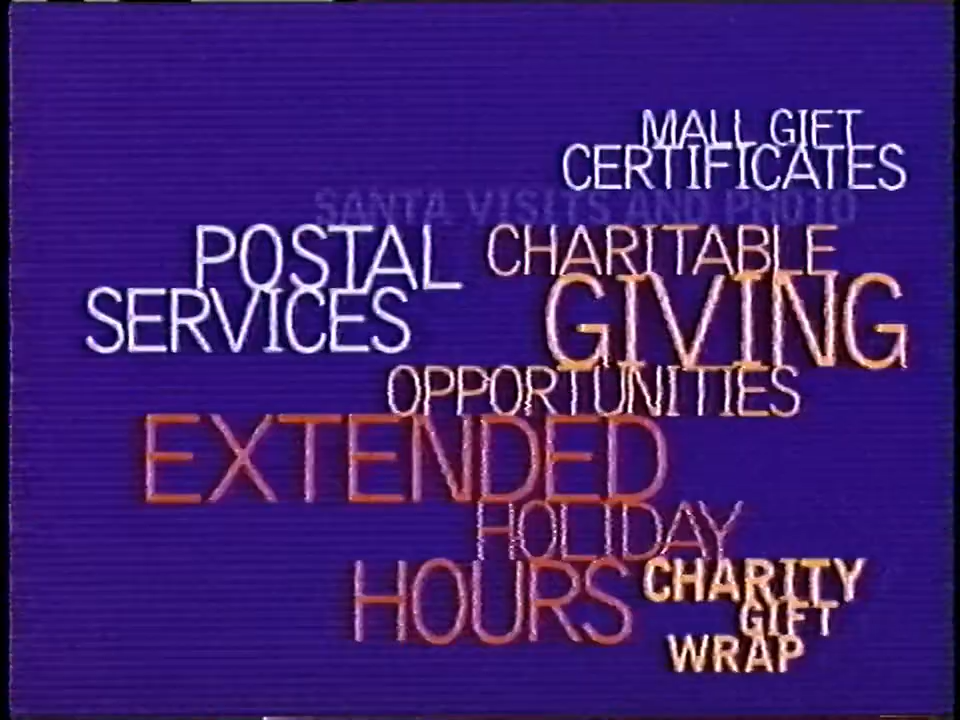 MALL GIFT
CERTIFICATES
SANTA VISITS AND PHOTO
POSTAL
SERVICES
CHARITABLE
GIVING
OPPORTUNITIES
EXTENDED
HOLIDAY
HOURS
CHARITY
GIFT
WRAP